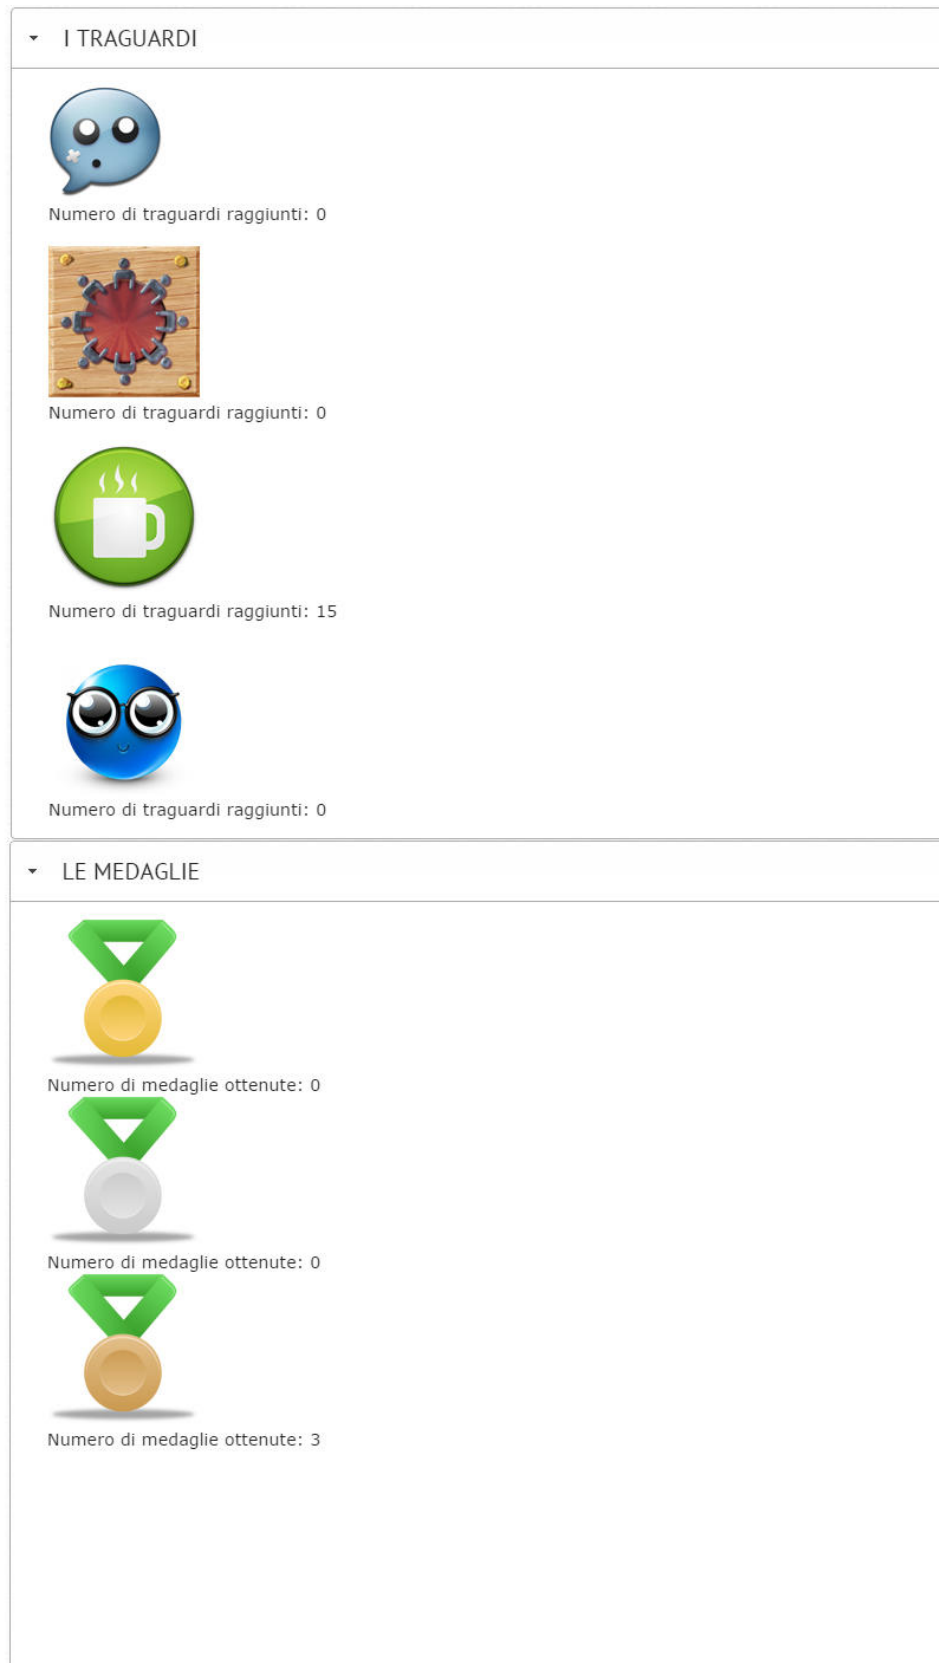 I TRAGUARDI
Numero di traguardi raggiunti: 0
Numero di traguardi raggiunti: 0
Numero di traguardi raggiunti: 15
Numero di traguardi raggiunti: 0
LE MEDAGLIE
Numero di medaglie ottenute: 0
Numero di medaglie ottenute: 0
Numero di medaglie ottenute: 3